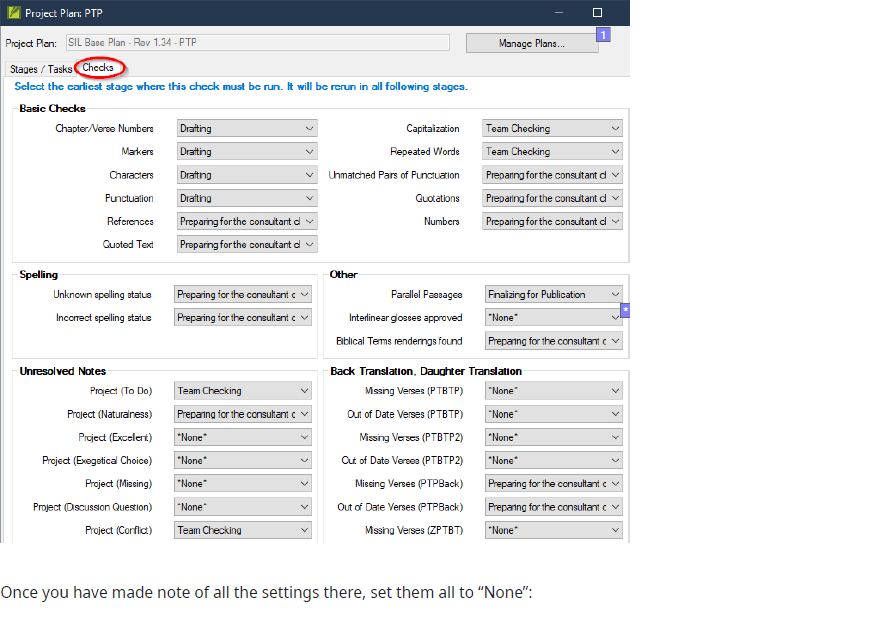 Project Plan: PTP
Project Plan: SIL Base Plan - Rev 1.34 - PTP Manage Plans... 1
Stages / Tasks Checks
Select the earliest stage where this check must be run. It will be rerun in all following stages.
Basic Checks
Chapter/Verse Numbers Drafting Capitalization Team Checking
Markers Drafting Repeated Words Team Checking
Characters Drafting Unmatched Pairs of Punctuation Preparing for the consultant cl
Punctuation Drafting Quotations Preparing for the consultant cl
References Preparing for the consultant cl Numbers Preparing for the consultant cl
Quoted Text Preparing for the consultant cl
Spelling Other
Unknown spelling status Preparing for the consultant c Parallel Passages Finalizing for Publication
Incorrect spelling status Preparing for the consultant c Interlinear glosses approved *None* *
Biblical Terms renderings found Preparing for the consultant c
Unresolved Notes Back Translation, Daughter Translation
Project (To Do) Team Checking Missing Verses (PTBTP) *None*
Project (Naturalness) Preparing for the consultant c Out of Date Verses (PTBTP) *None*
Project (Excellent) *None* Missing Verses (PTBTP2) *None*
Project (Exegetical Choice) *None* Out of Date Verses (PTBTP2) *None*
Project (Missing) *None* Missing Verses (PTPBack) Preparing for the consultant c
Project (Discussion Question) *None* Out of Date Verses (PTPBack) Preparing for the consultant c
Project (Conflict) Team Checking Missing Verses (ZPTBT) *None*
Once you have made note of all the settings there, set them all to “None”: